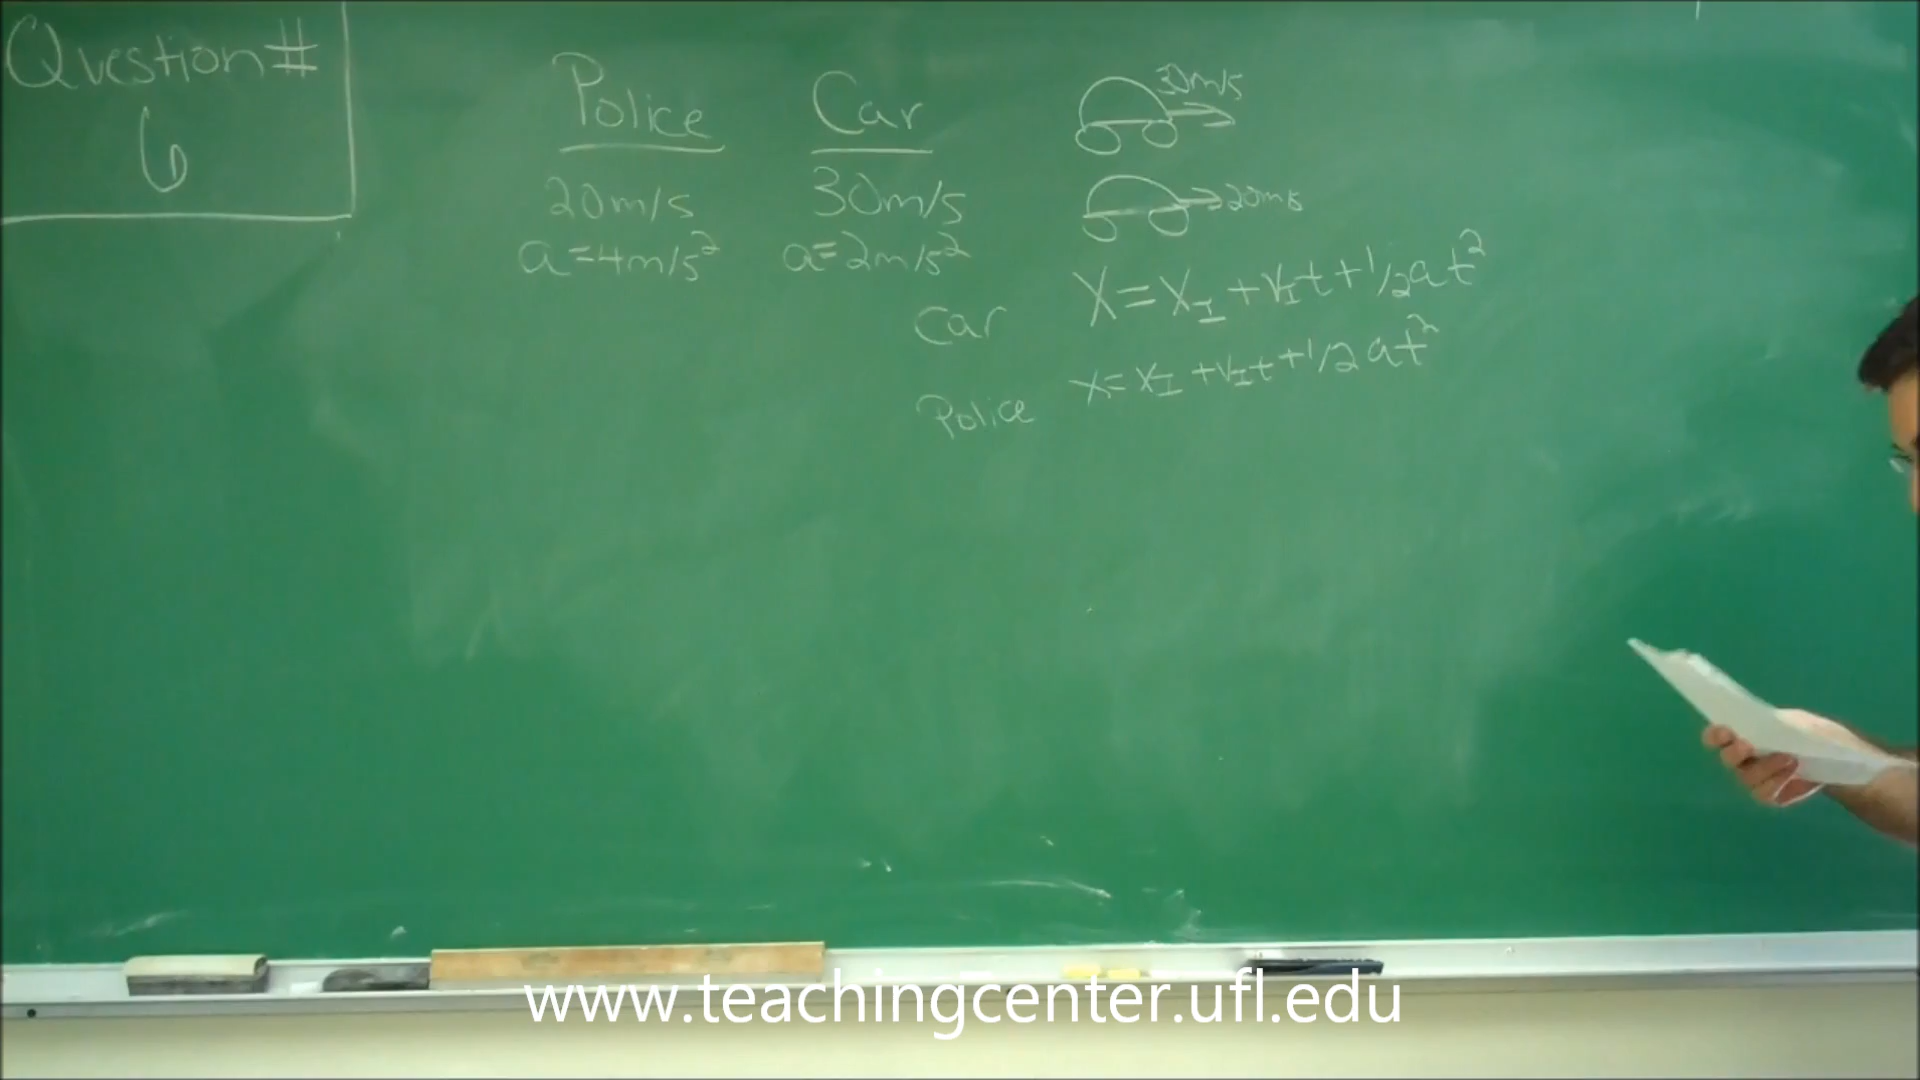 Question #
6
Police Car
20m/s 30m/s
a=4m/s² a=2m/s²
30m/s
20m/s
Car X=X_I+V_It+1/2at²
Police X=X_I+V_It+1/2at²
www.teachingcenter.ufl.edu